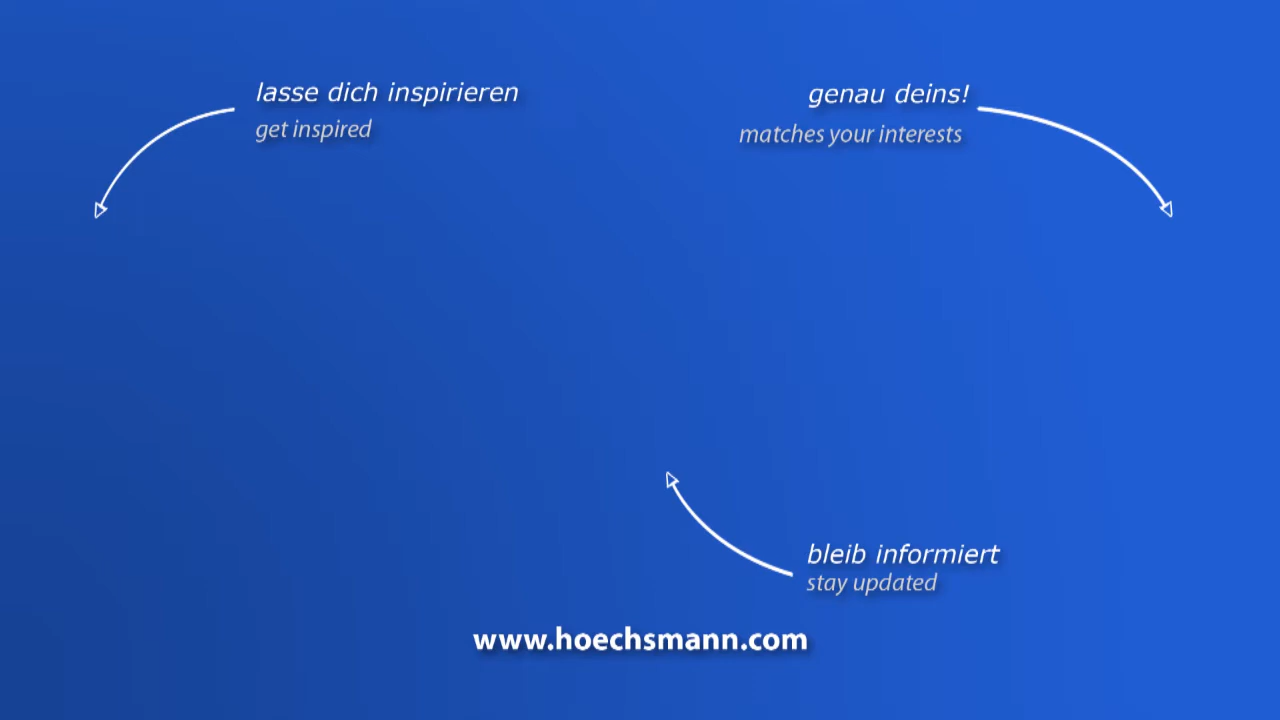 lasse dich inspirieren
get inspired
genau deins!
matches your interests
bleib informiert
stay updated
www.hoechsmann.com